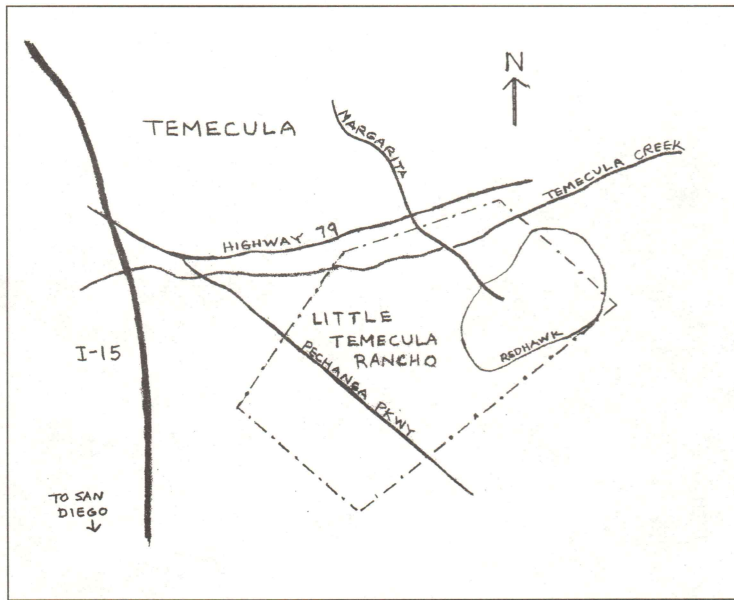 N
TEMECULA
MARGARITA
TEMECULA CREEK
HIGHWAY 79
LITTLE
TEMECULA
RANCHO
I-15
REDHAWK
PECHANGA PKWY
TO SAN
DIEGO